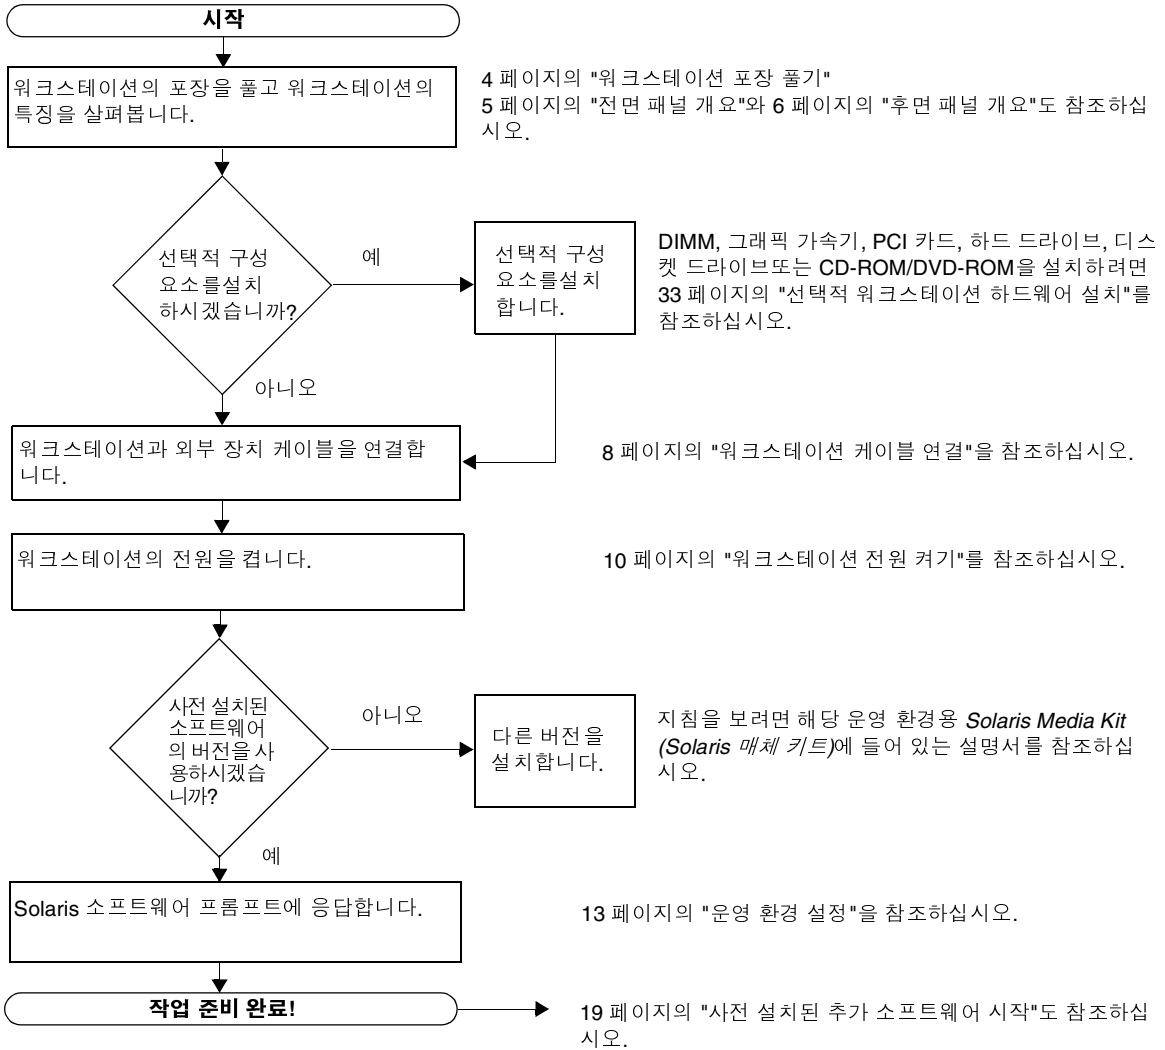 시작
워크스테이션의 포장을 풀고 워크스테이션의
특징을 살펴봅니다.
4 페이지의 "워크스테이션 포장 풀기"
5 페이지의 "전면 패널 개요"와 6 페이지의 "후면 패널 개요"도 참조하십
시오.
선택적 구성
요소를설치
하시겠습니까?
예
선택적 구성
요소를설치
합니다.
DIMM, 그래픽 가속기, PCI 카드, 하드 드라이브, 디스
켓 드라이브또는 CD-ROM/DVD-ROM을 설치하려면
33 페이지의 "선택적 워크스테이션 하드웨어 설치"를
참조하십시오.
아니오
워크스테이션과 외부 장치 케이블을 연결합
니다.
8 페이지의 "워크스테이션 케이블 연결"을 참조하십시오.
워크스테이션의 전원을 켭니다.
10 페이지의 "워크스테이션 전원 켜기"를 참조하십시오.
사전 설치된
소프트웨어
의 버전을 사
용하시겠습
니까?
아니오
다른 버전을
설치합니다.
지침을 보려면 해당 운영 환경용 Solaris Media Kit
(Solaris 매체 키트)에 들어 있는 설명서를 참조하십
시오.
예
Solaris 소프트웨어 프롬프트에 응답합니다.
13 페이지의 "운영 환경 설정"을 참조하십시오.
작업 준비 완료!
19 페이지의 "사전 설치된 추가 소프트웨어 시작"도 참조하십
시오.